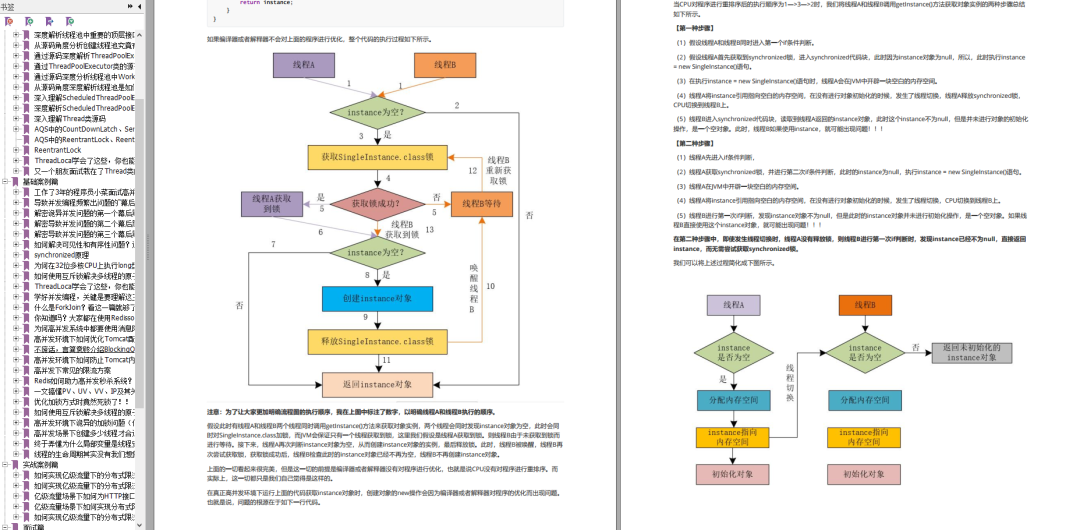 书签
深度解析线程池中重要的顶层接
从源码角度分析创建线程池究竟
通过源码深度解析ThreadPoolEx
通过ThreadPoolExecutor类的源
通过源码深度分析线程池中Work
从源码角度深度解析线程池是如
深入理解ScheduledThreadPool
深度解析ScheduledThreadPool
深入理解Thread类源码
AQS中的CountDownLatch、Sen
AQS中的ReentrantLock、Reent
ReentrantLock
ThreadLocal学会了这些，你也能
又一个朋友面试栽在了Thread类
基础案例篇
工作了3年的程序员小菜面试高并
导致并发编程频繁出问题的“幕后
解密诡异并发问题的第一个幕后
解密导致并发问题的第二个幕后
解密导致并发问题的第三个幕后
如何解决可见性和有序性问题？
synchronized原理
为何在32位多核CPU上执行long
如何使用互斥锁解决多线程的原
ThreadLocal学会了这些，你也能
学好并发编程，关键是要理解这三
什么是ForkJoin？看这一篇就够了
你知道吗？大家都在使用Redisso
为何高并发系统中都要使用消息
高并发环境下如何优化Tomcat
不废话，言简意赅介绍BlockingQ
高并发环境下如何防止Tomcat内
高并发下常见的限流方案
Redis如何助力高并发秒杀系统？
一文搞懂PV、UV、VV、IP及其关
优化加锁方式时竟然死锁了！！
如何使用互斥锁解决多线程的原
高并发环境下诡异的加锁问题（
高并发场景下创建多少线程才合
终于弄懂为什么局部变量是线程
线程的生命周期其实没有我们想
实战案例篇
如何实现亿级流量下的分布式限
如何实现亿级流量下的分布式限
亿级流量场景下如何为HTTP接口
亿级流量场景下如何实现分布式
如何实现亿级流量下的分布式限
面试篇
return instance;
}
}
如果编译器或者解释器不会对上面的程序进行优化，整个代码的执行过程如下所示。
线程A
线程B
1
1
instance为空？
2
3
是
获取SingleInstance.class锁
线程B
重新获
取锁
12
4
线程A获取
到锁
是
5
获取锁成功？
否
5
线程B等待
6
线程B
获取到锁
13
7
instance为空？
否
8
是
否
唤
醒
线
程
B
10
创建instance对象
9
释放SingleInstance.class锁
11
返回instance对象
注意：为了让大家更加明确流程图的执行顺序，我在上图中标注了数字，以明确线程A和线程B执行的顺序。
假设此时有线程A和线程B两个线程同时调用getInstance()方法来获取对象实例，两个线程会同时发现instance对象为空，此时会同
时对SingleInstance.class加锁，而JVM会保证只有一个线程获取到锁，这里我们假设是线程A获取到锁。则线程B由于未获取到锁而
进行等待。接下来，线程A再次判断instance对象为空，从而创建instance对象的实例，最后释放锁。此时，线程B被唤醒，线程B再
次尝试获取锁，获取锁成功后，线程B检查此时的instance对象已经不再为空，线程B不再创建instance对象。
上面的一切看起来很完美，但是这一切的前提是编译器或者解释器没有对程序进行优化，也就是说CPU没有对程序进行重排序。而
实际上，这一切都只是我们自己觉得是这样的。
在真正高并发环境下运行上面的代码获取instance对象时，创建对象的new操作会因为编译器或者解释器对程序的优化而出现问题。
也就是说，问题的根源在于如下一行代码。
当CPU对程序进行重排序后的执行顺序为1—>3—>2时，我们将线程A和线程B调用getInstance()方法获取对象实例的两种步骤总结
如下所示。
【第一种步骤】
（1）假设线程A和线程B同时进入第一个if条件判断。
（2）假设线程A首先获取到synchronized锁，进入synchronized代码块，此时因为instance对象为null，所以，此时执行instance
= new SingleInstance()语句。
（3）在执行instance = new SingleInstance()语句时，线程A会在JVM中开辟一块空白的内存空间。
（4）线程A将instance引用指向空白的内存空间，在没有进行对象初始化的时候，发生了线程切换，线程A释放synchronized锁，
CPU切换到线程B上。
（5）线程B进入synchronized代码块，读取到线程A返回的instance对象，此时这个instance不为null，但是并未进行对象的初始化
操作，是一个空对象。此时，线程B如果使用instance，就可能出现问题！！！
【第二种步骤】
（1）线程A先进入if条件判断，
（2）线程A获取synchronized锁，并进行第二次if条件判断，此时的instance为null，执行instance = new SingleInstance()语句。
（3）线程A在JVM中开辟一块空白的内存空间。
（4）线程A将instance引用指向空白的内存空间，在没有进行对象初始化的时候，发生了线程切换，CPU切换到线程B上。
（5）线程B进行第一次if判断，发现instance对象不为null，但是此时的instance对象并未进行初始化操作，是一个空对象。如果线
程B直接使用这个instance对象，就可能出现问题！！！
在第二种步骤中，即使发生线程切换时，线程A没有释放锁，则线程B进行第一次if判断时，发现instance已经不为null，直接返回
instance，而无需尝试获取synchronized锁。
我们可以将上述过程简化成下图所示。
线程A
线程B
instance
是否为空
instance
是否为空
否
返回未初始化的
instance对象
是
线
程
切
换
分配内存空间
分配内存空间
instance指向
内存空间
instance指向
内存空间
初始化对象
初始化对象